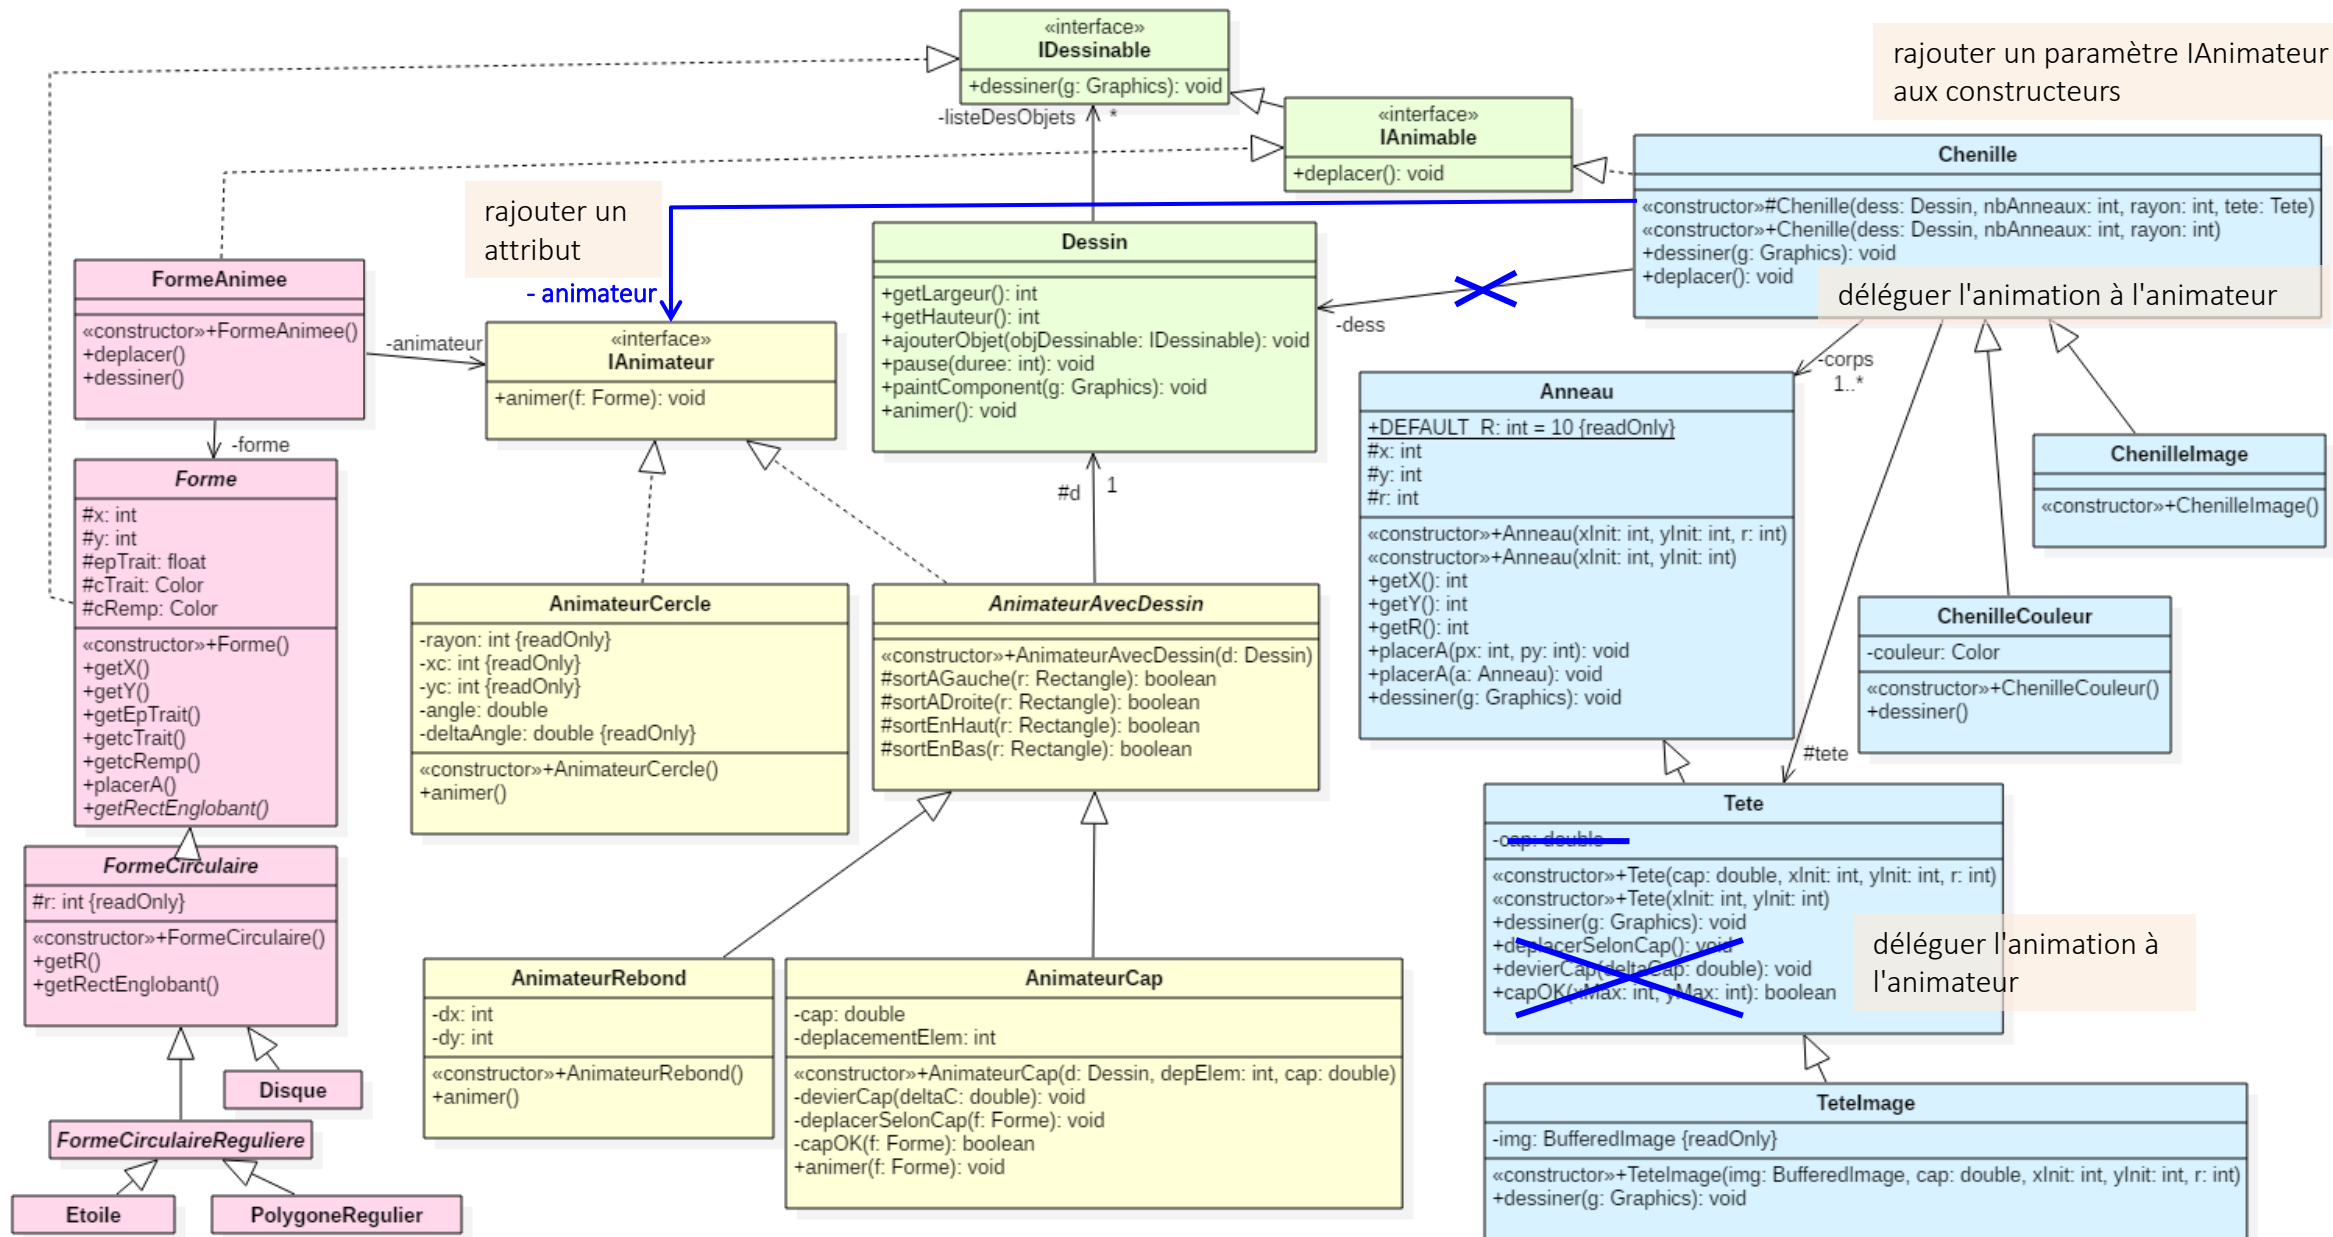 «interface»
IDessinable
+dessiner(g: Graphics): void
-listeDesObjets
*
rajouter un paramètre IAnimateur
aux constructeurs
«interface»
IAnimable
+deplacer(): void
Chenille
«constructor»#Chenille(dess: Dessin, nbAnneaux: int, rayon: int, tete: Tete)
«constructor»+Chenille(dess: Dessin, nbAnneaux: int, rayon: int)
+dessiner(g: Graphics): void
+deplacer(): void
déléguer l'animation à l'animateur
rajouter un
attribut
- animateur
FormeAnimee
«constructor»+FormeAnimee()
+deplacer()
+dessiner()
-animateur
-forme
«interface»
IAnimateur
+animer(f: Forme): void
Dessin
+getLargeur(): int
+getHauteur(): int
+ajouterObjet(objDessinable: IDessinable): void
+pause(duree: int): void
+paintComponent(g: Graphics): void
+animer(): void
-dess
#d
1
-corps
1..*
Anneau
+DEFAULT_R: int = 10 {readOnly}
#x: int
#y: int
#r: int
«constructor»+Anneau(xInit: int, yInit: int, r: int)
«constructor»+Anneau(xInit: int, yInit: int)
+getX(): int
+getY(): int
+getR(): int
+placerA(px: int, py: int): void
+placerA(a: Anneau): void
+dessiner(g: Graphics): void
ChenilleImage
«constructor»+ChenilleImage()
ChenilleCouleur
-couleur: Color
«constructor»+ChenilleCouleur()
+dessiner()
#tete
Forme
#x: int
#y: int
#epTrait: float
#cTrait: Color
#cRemp: Color
«constructor»+Forme()
+getX()
+getY()
+getEpTrait()
+getcTrait()
+getcRemp()
+placerA()
+getRectEnglobant()
AnimateurCercle
-rayon: int {readOnly}
-xc: int {readOnly}
-yc: int {readOnly}
-angle: double
-deltaAngle: double {readOnly}
«constructor»+AnimateurCercle()
+animer()
AnimateurAvecDessin
«constructor»+AnimateurAvecDessin(d: Dessin)
#sortAGauche(r: Rectangle): boolean
#sortADroite(r: Rectangle): boolean
#sortEnHaut(r: Rectangle): boolean
#sortEnBas(r: Rectangle): boolean
Tete
-cap: double
«constructor»+Tete(cap: double, xInit: int, yInit: int, r: int)
«constructor»+Tete(xInit: int, yInit: int)
+dessiner(g: Graphics): void
+deplacerSelonCap(): void
+devierCap(deltaCap: double): void
+capOK(xMax: int, yMax: int): boolean
déléguer l'animation à
l'animateur
FormeCirculaire
#r: int {readOnly}
«constructor»+FormeCirculaire()
+getR()
+getRectEnglobant()
AnimateurRebond
-dx: int
-dy: int
«constructor»+AnimateurRebond()
+animer()
AnimateurCap
-cap: double
-deplacementElem: int
«constructor»+AnimateurCap(d: Dessin, depElem: int, cap: double)
-devierCap(deltaC: double): void
-deplacerSelonCap(f: Forme): void
-capOK(f: Forme): boolean
+animer(f: Forme): void
Disque
FormeCirculaireReguliere
Etoile
PolygoneRegulier
TeteImage
-img: BufferedImage {readOnly}
«constructor»+TeteImage(img: BufferedImage, cap: double, xInit: int, yInit: int, r: int)
+dessiner(g: Graphics): void